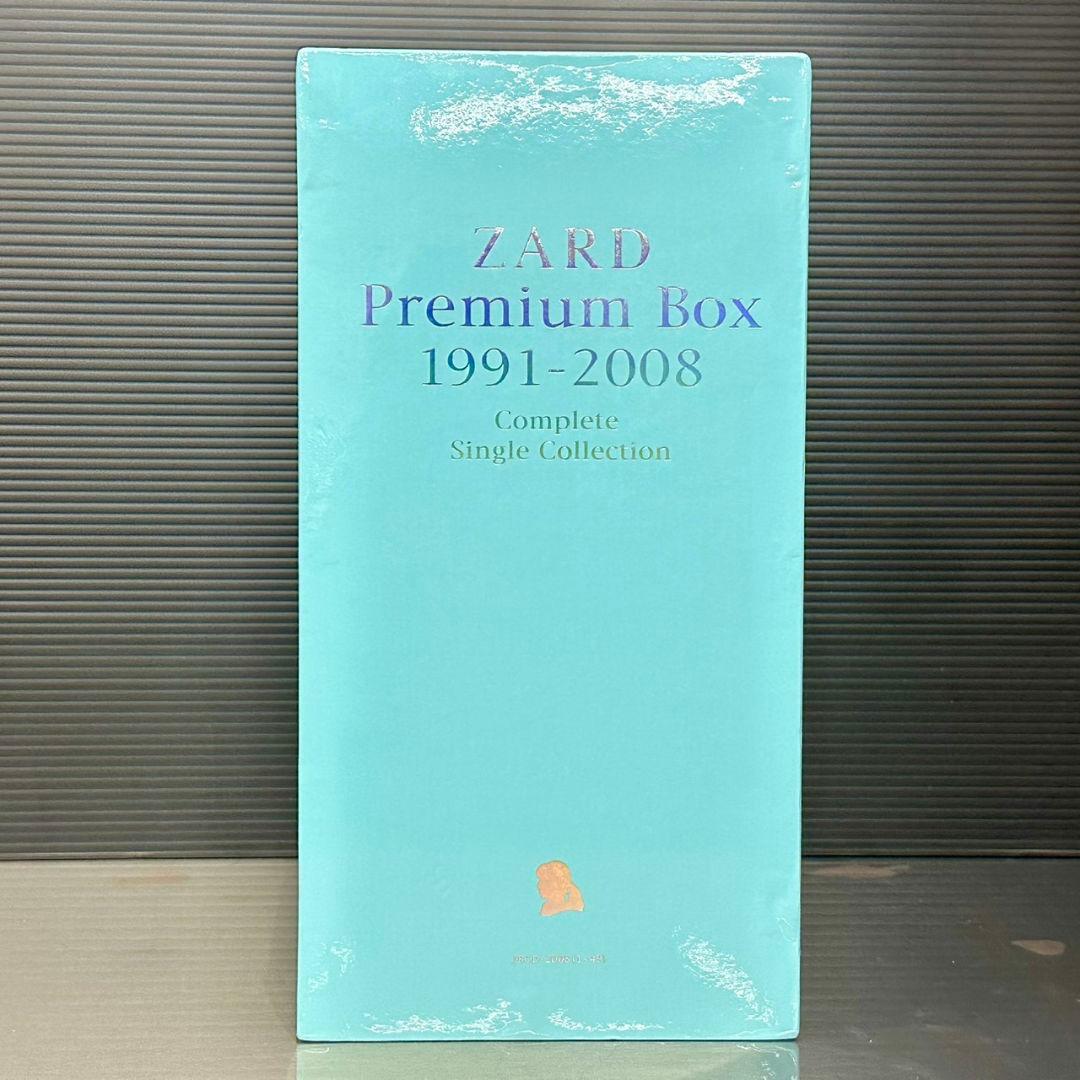 ZARD
Premium Box
1991-2008
Complete
Single Collection